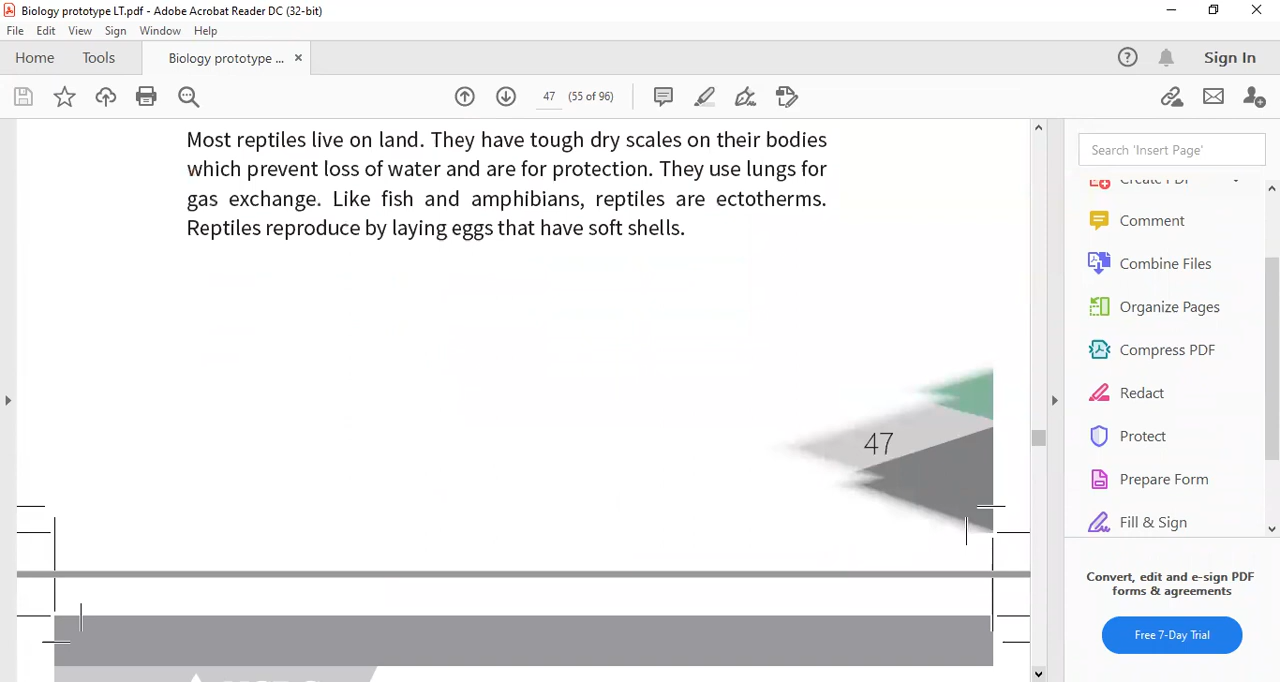 Biology prototype LT.pdf - Adobe Acrobat Reader DC (32-bit)
File Edit View Sign Window Help
Home Tools Biology prototype ... × Sign In
47 (55 of 96)
Search 'Insert Page'
Most reptiles live on land. They have tough dry scales on their bodies
which prevent loss of water and are for protection. They use lungs for
gas exchange. Like fish and amphibians, reptiles are ectotherms.
Reptiles reproduce by laying eggs that have soft shells.
47
Create PDF
Comment
Combine Files
Organize Pages
Compress PDF
Redact
Protect
Prepare Form
Fill & Sign
Convert, edit and e-sign PDF
forms & agreements
Free 7-Day Trial